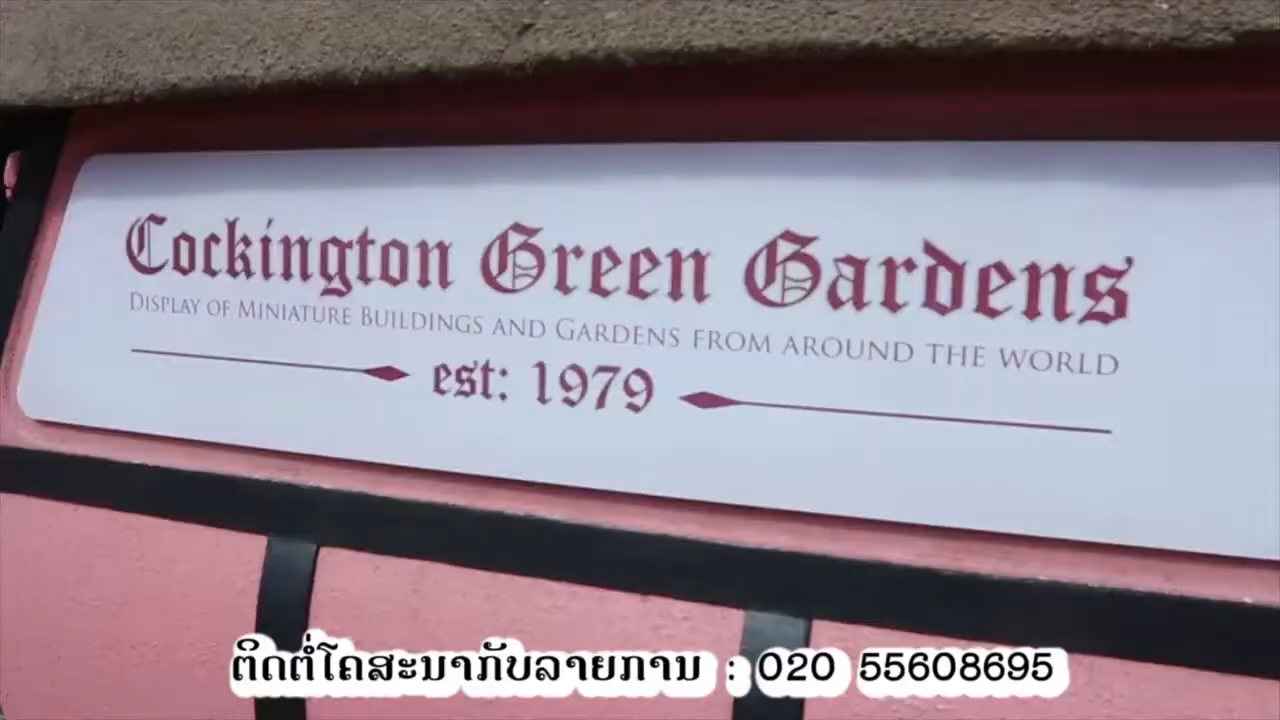 Cockington Green Gardens
Display of Miniature Buildings and Gardens from around the world
est: 1979
ຕິດຕໍ່ໂຄສະນາກັບລາຍການ : 020 55608695